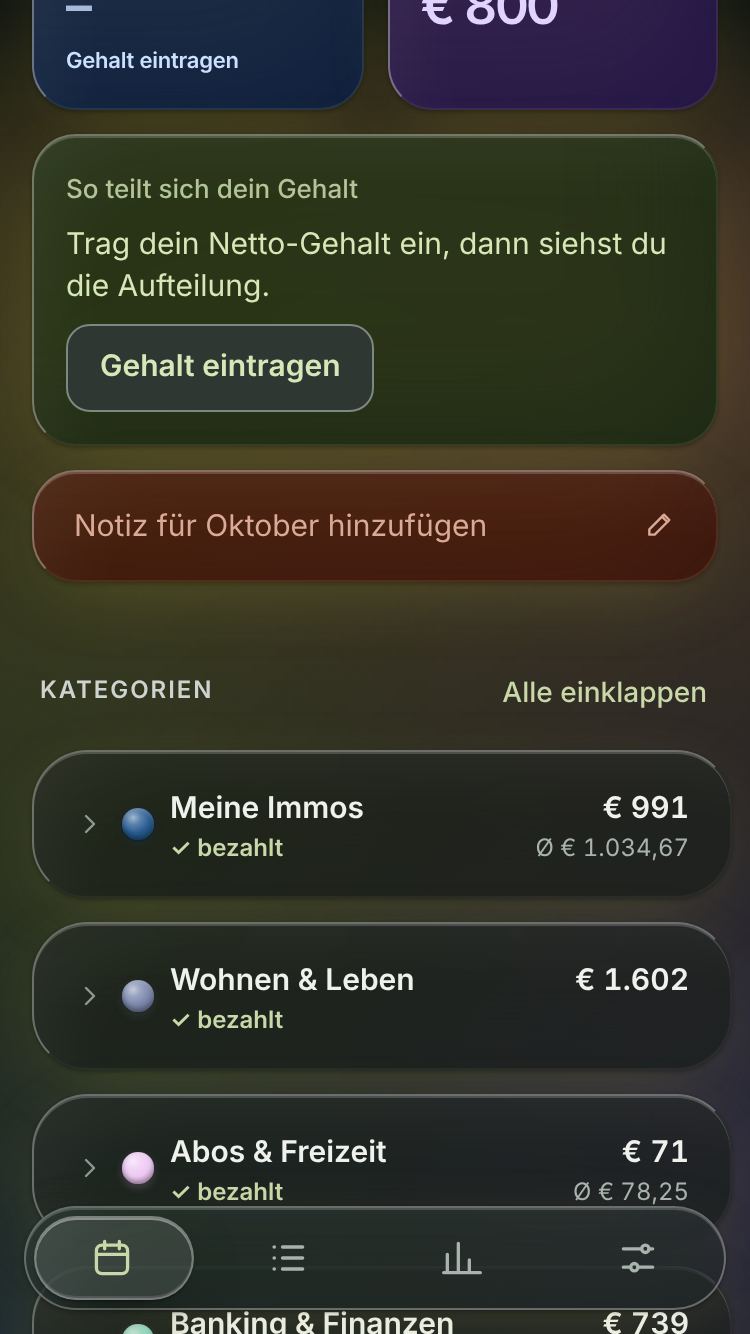 –
€ 800
Gehalt eintragen
So teilt sich dein Gehalt
Trag dein Netto-Gehalt ein, dann siehst du
die Aufteilung.
Gehalt eintragen
Notiz für Oktober hinzufügen
KATEGORIEN
Alle einklappen
Meine Immos
€ 991
✓ bezahlt
Ø € 1.034,67
Wohnen & Leben
€ 1.602
✓ bezahlt
Abos & Freizeit
€ 71
✓ bezahlt
Ø € 78,25
Banking & Finanzen
€ 739